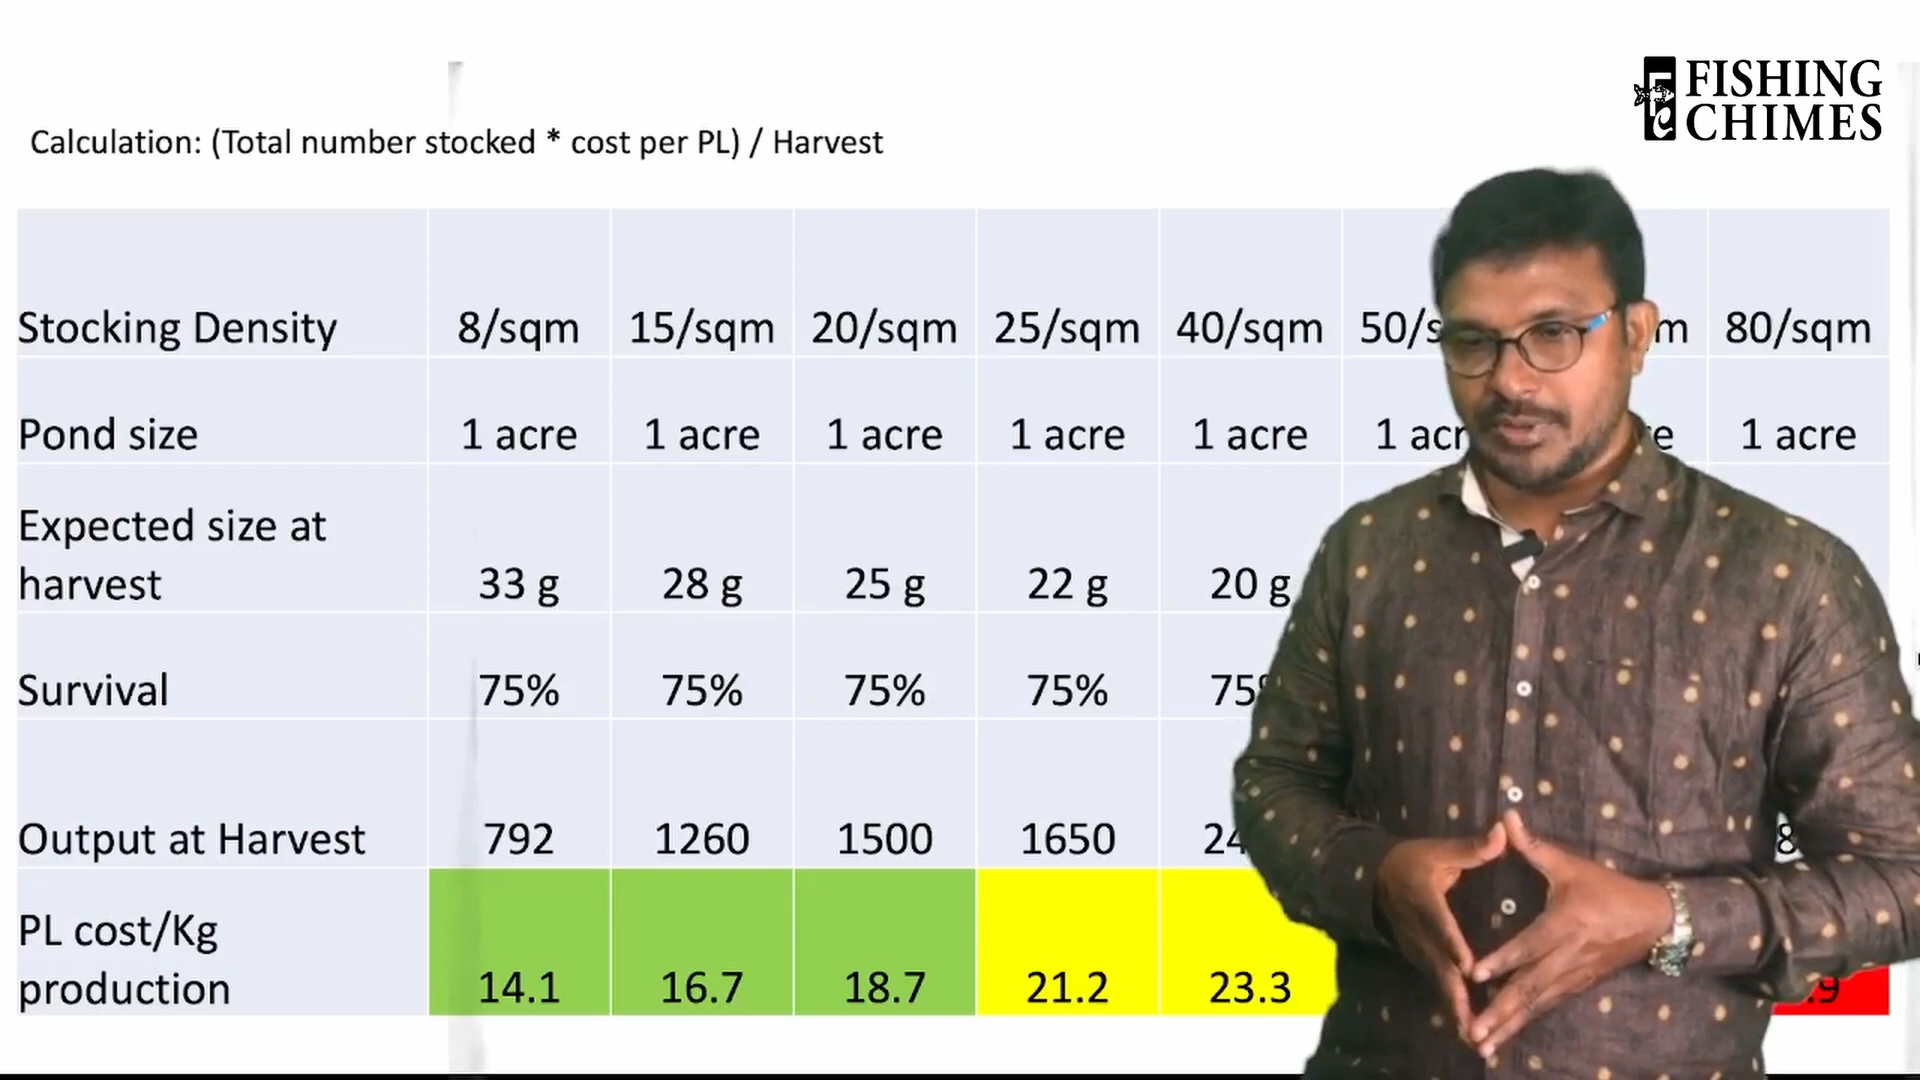 FISHING
CHIMES
Calculation: (Total number stocked * cost per PL) / Harvest
Stocking Density 8/sqm 15/sqm 20/sqm 25/sqm 40/sqm 80/sqm
Pond size 1 acre 1 acre 1 acre 1 acre 1 acre 1 acre
Expected size at
harvest 33 g 28 g 25 g 22 g 20 g
Survival 75% 75% 75% 75%
Output at Harvest 792 1260 1500 1650
PL cost/Kg
production 14.1 16.7 18.7 21.2 23.3